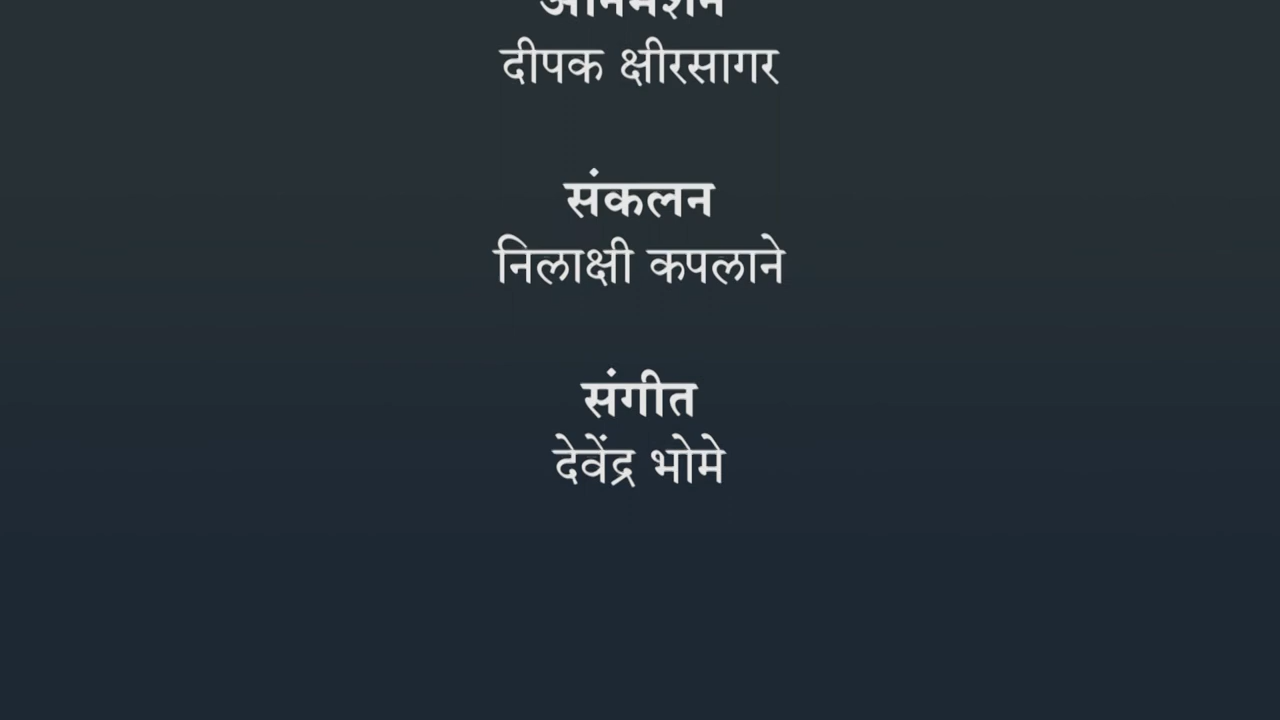 दीपक क्षीरसागर
संकलन
निलाक्षी कपलाने
संगीत
देवेंद्र भोमे